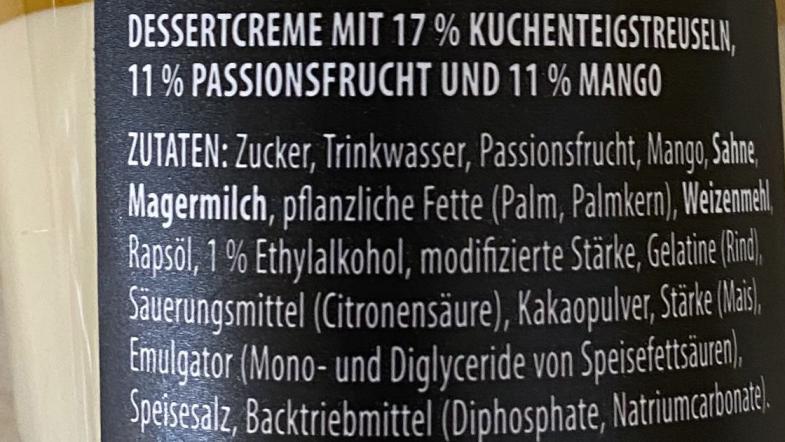 DESSERTCREME MIT 17 % KUCHENTEIGSTREUSELN,
11 % PASSIONSFRUCHT UND 11 % MANGO
ZUTATEN: Zucker, Trinkwasser, Passionsfrucht, Mango, Sahne,
Magermilch, pflanzliche Fette (Palm, Palmkern), Weizenmehl,
Rapsöl, 1 % Ethylalkohol, modifizierte Stärke, Gelatine (Rind),
Säuerungsmittel (Citronensäure), Kakaopulver, Stärke (Mais),
Emulgator (Mono- und Diglyceride von Speisefettsäuren),
Speisesalz, Backtriebmittel (Diphosphate, Natriumcarbonate).